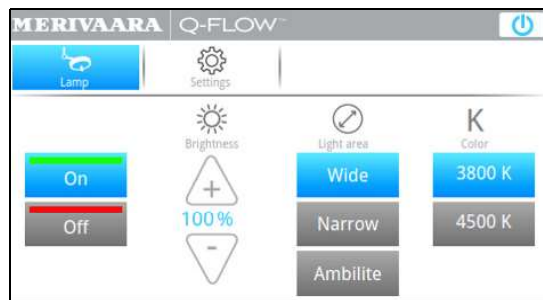 MERIVAARA Q-FLOW™
Lamp Settings
Brightness Light area K Color
On + Wide 3800 K
Off 100% Narrow 4500 K
- Ambilite